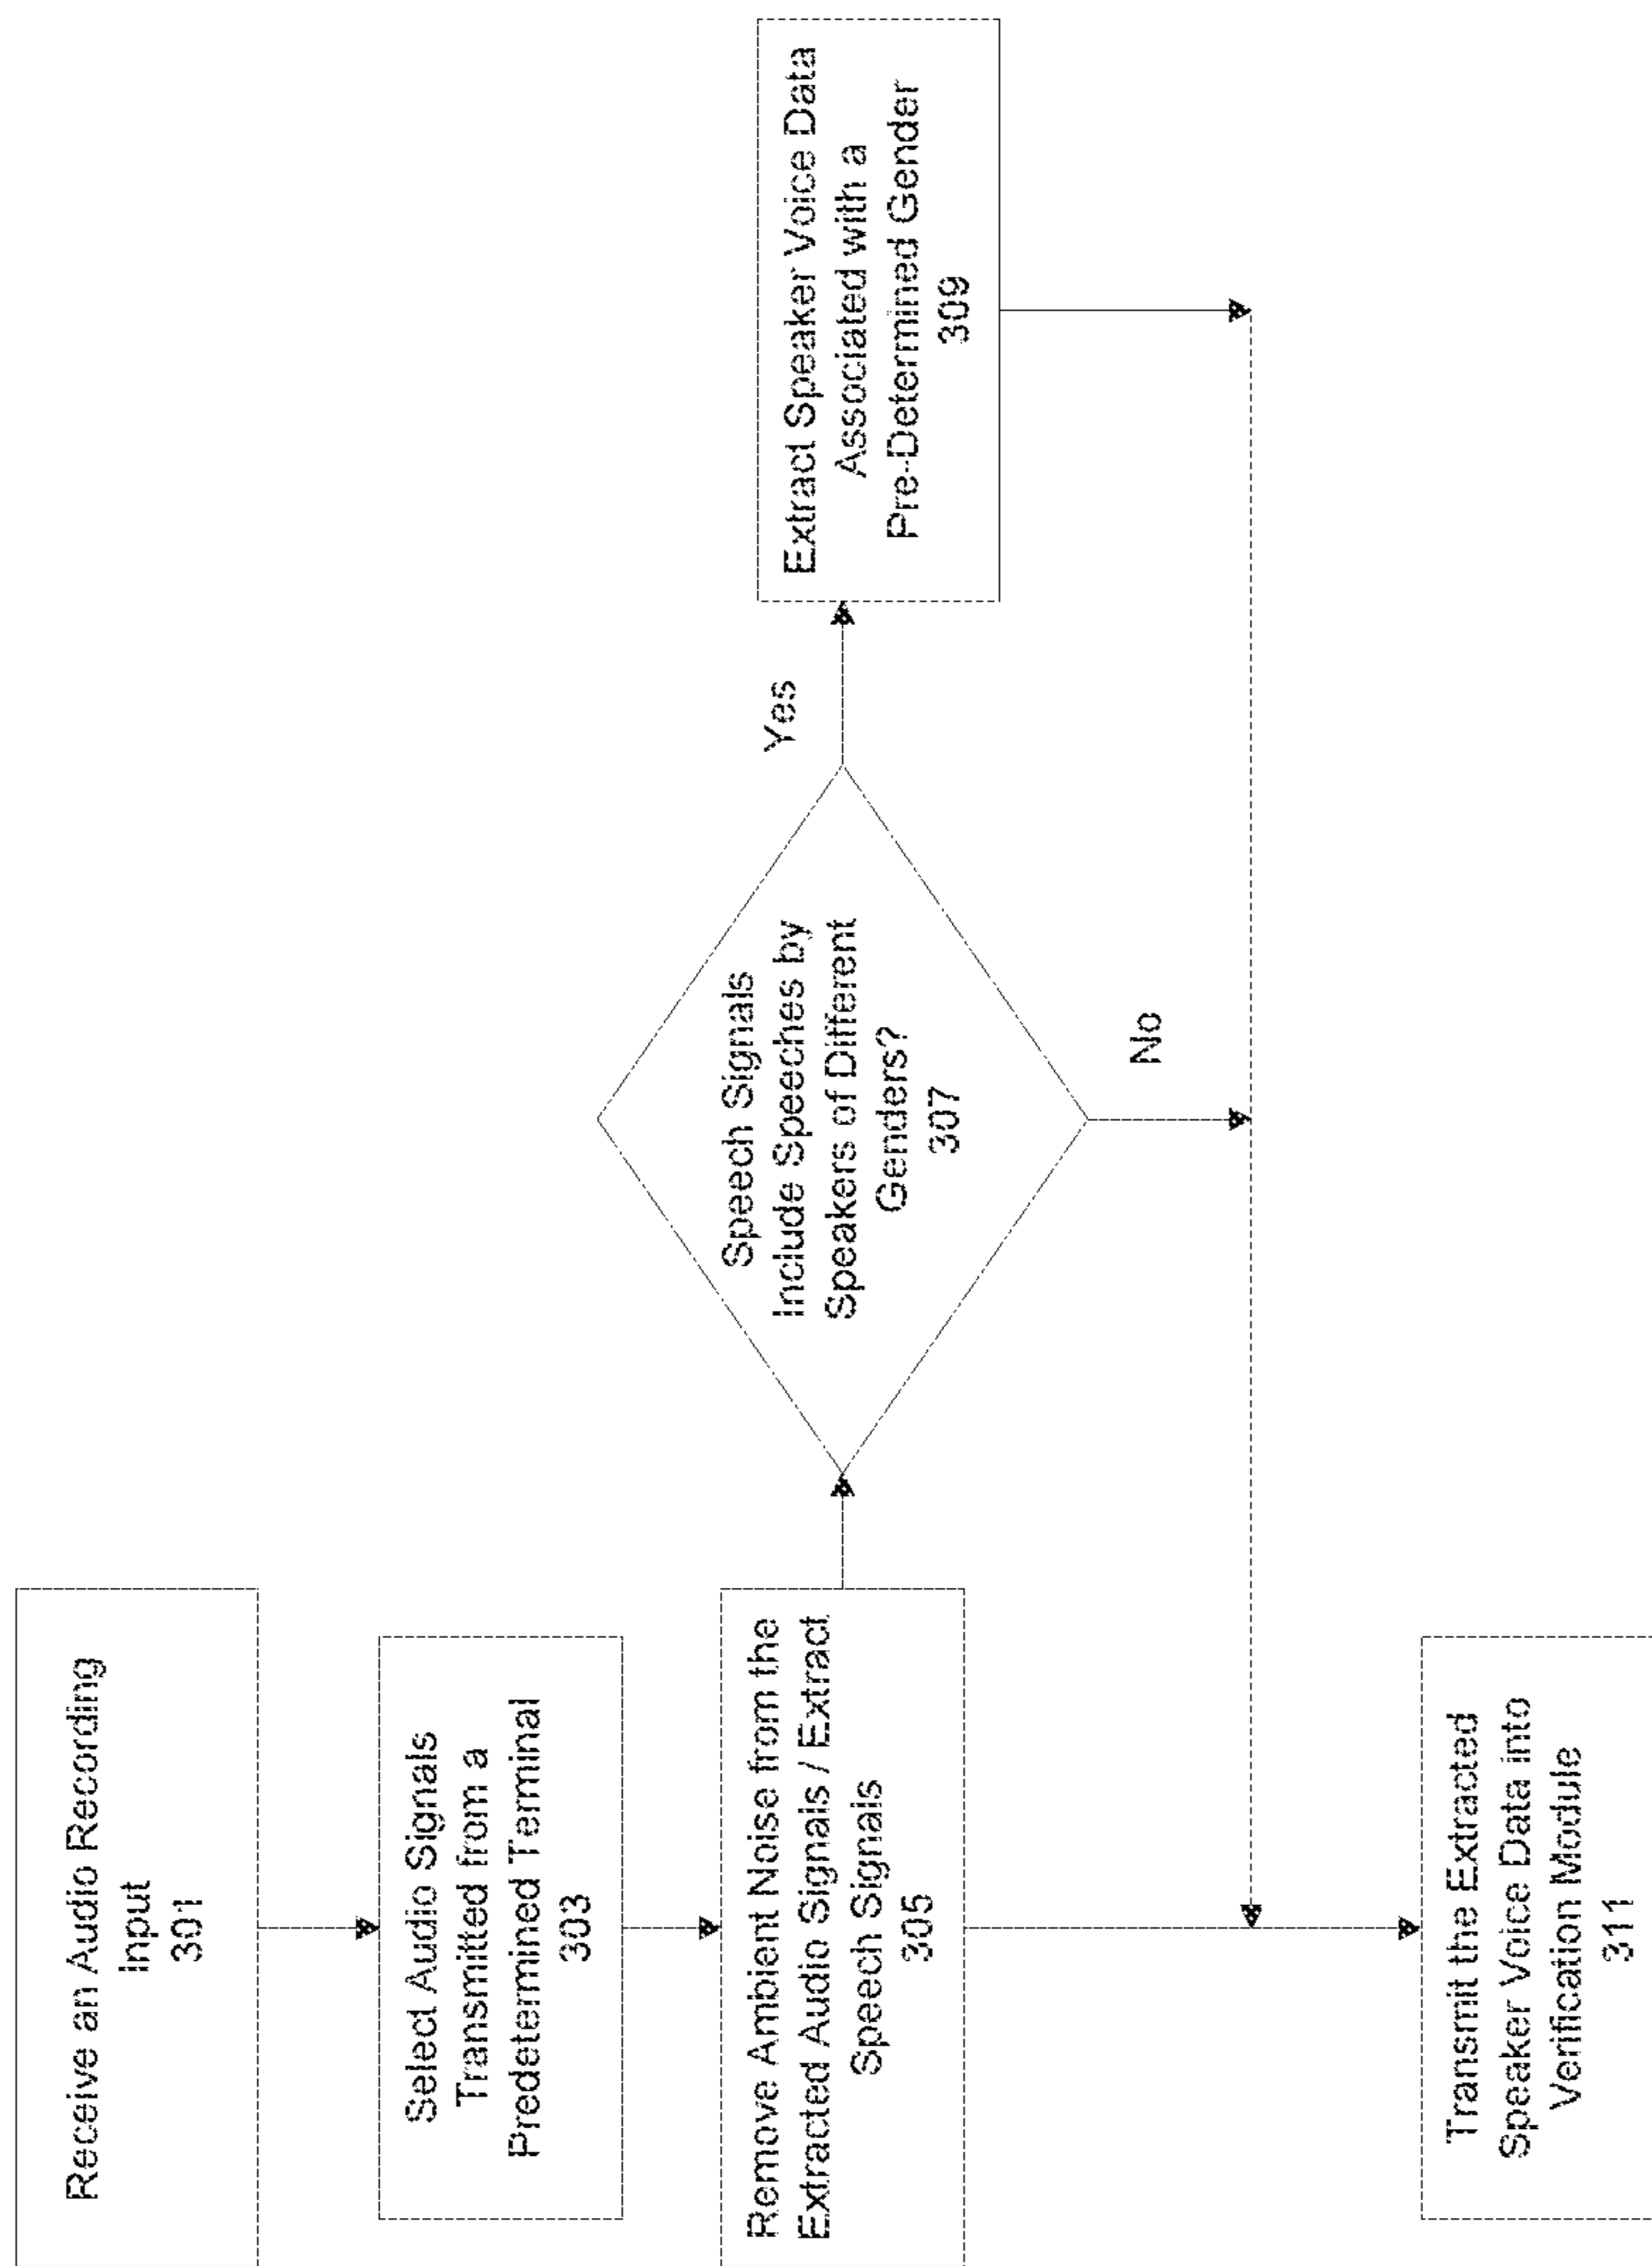 Receive an Audio Recording
Input
301
Select Audio Signals
Transmitted from a
Predetermined Terminal
303
Remove Ambient Noise from the
Extracted Audio Signals / Extract
Speech Signals
305
Speech Signals
Include Speeches by
Speakers of Different
Genders?
307
Yes
No
Extract Speaker Voice Data
Associated with a
Pre-Determined Gender
309
Transmit the Extracted
Speaker Voice Data into
Verification Module
311